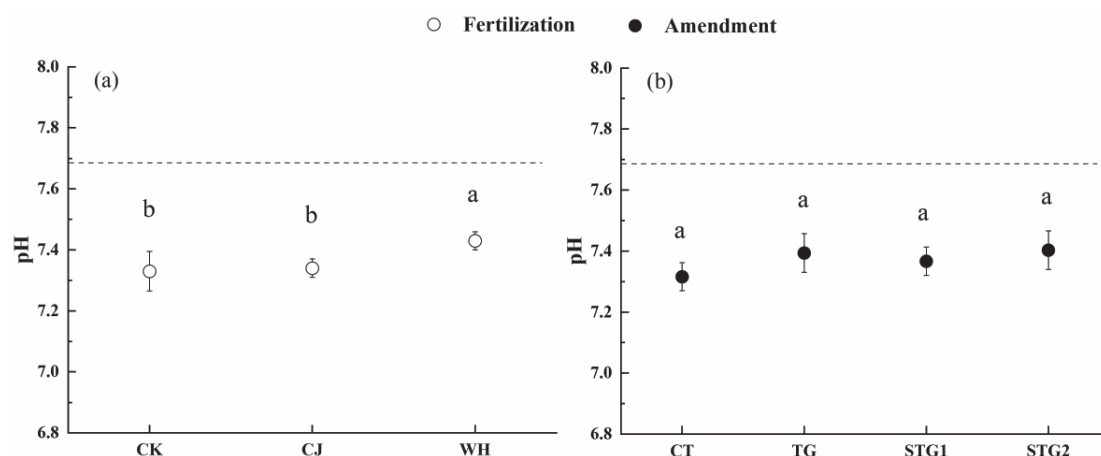 Fertilization Amendment
(a)
8.0
7.8
7.6
7.4
7.2
7.0
6.8
pH
b
b
a
CK CJ WH
(b)
8.0
7.8
7.6
7.4
7.2
7.0
6.8
pH
a
a
a
a
CT TG STG1 STG2